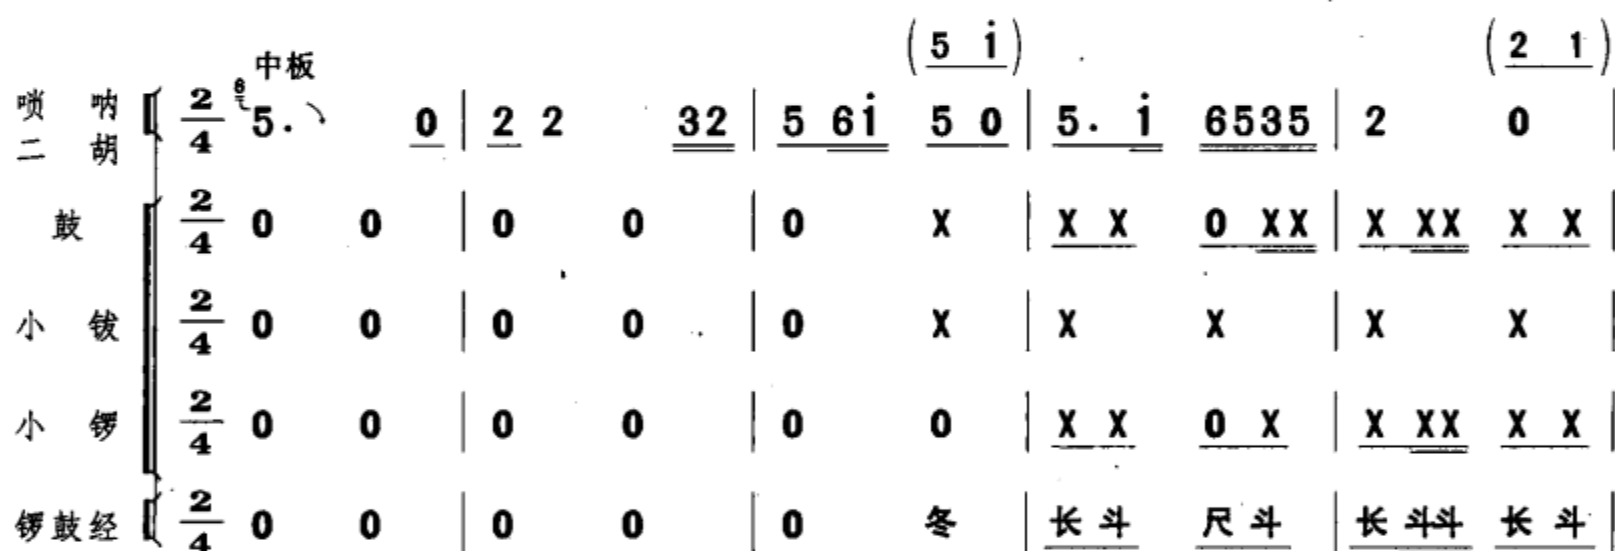 (5 i̇) (2 1)
中板
唢呐 2/4 5. 0 | 2 2 32 | 5 6i̇ 5 0 | 5. i̇ 6535 | 2 0 |
二胡
鼓 2/4 0 0 | 0 0 | 0 X | X X 0 XX | X XX X X |
小钹 2/4 0 0 | 0 0 | 0 X | X X | X X |
小锣 2/4 0 0 | 0 0 | 0 0 | X X 0 X | X XX X X |
锣鼓经 2/4 0 0 | 0 0 | 0 冬 | 长斗 尺斗 | 长斗斗 长斗 |